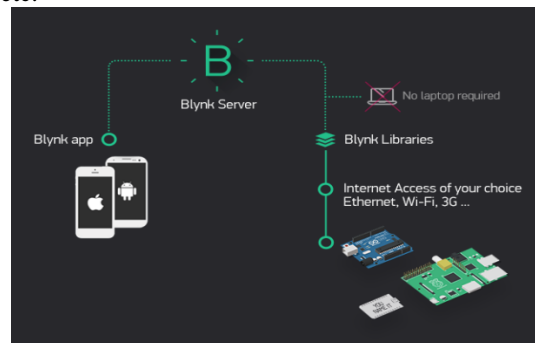 B
Blynk Server
No laptop required
Blynk app
Blynk Libraries
Internet Access of your choice
Ethernet, Wi-Fi, 3G ...